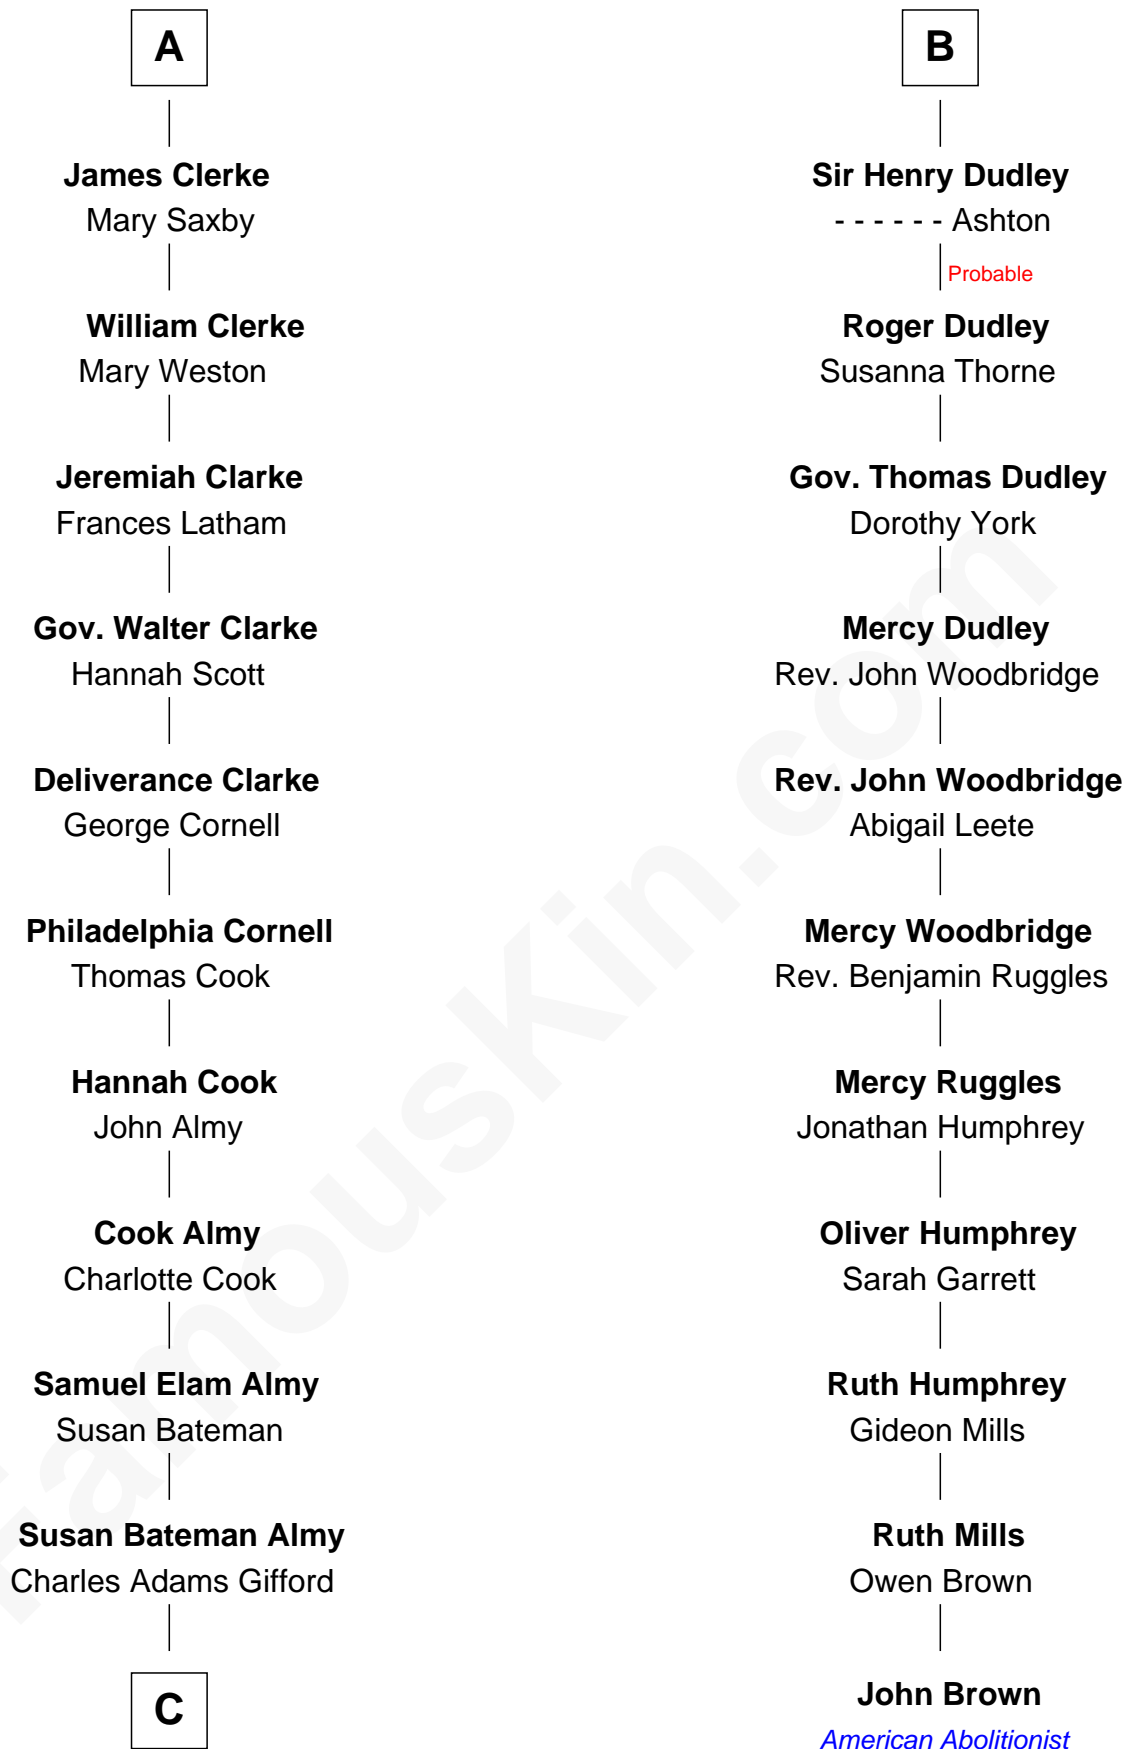 A
James Clerke
Mary Saxby
William Clerke
Mary Weston
Jeremiah Clarke
Frances Latham
Gov. Walter Clarke
Hannah Scott
Deliverance Clarke
George Cornell
Philadelphia Cornell
Thomas Cook
Hannah Cook
John Almy
Cook Almy
Charlotte Cook
Samuel Elam Almy
Susan Bateman
Susan Bateman Almy
Charles Adams Gifford
C
B
Sir Henry Dudley
- - - - - - Ashton
Probable
Roger Dudley
Susanna Thorne
Gov. Thomas Dudley
Dorothy York
Mercy Dudley
Rev. John Woodbridge
Rev. John Woodbridge
Abigail Leete
Mercy Woodbridge
Rev. Benjamin Ruggles
Mercy Ruggles
Jonathan Humphrey
Oliver Humphrey
Sarah Garrett
Ruth Humphrey
Gideon Mills
Ruth Mills
Owen Brown
John Brown
American Abolitionist
FamousKin.com